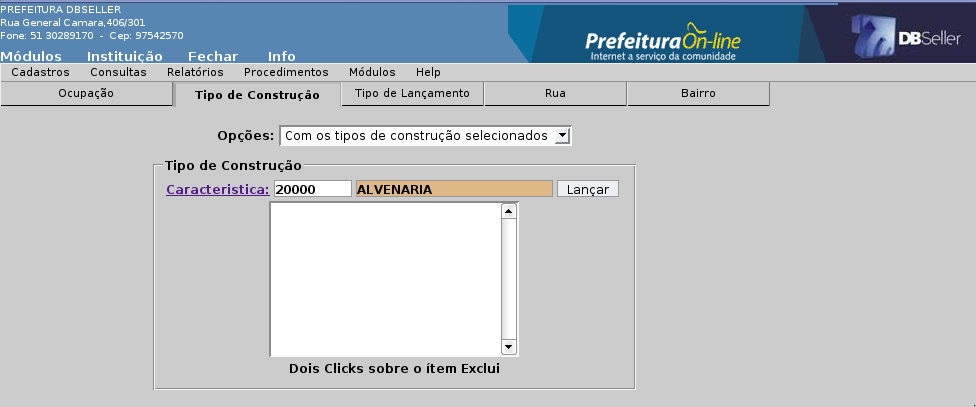 PREFEITURA DBSELLER
Rua General Camara,406/301
Fone: 51 30289170 - Cep: 97542570
Módulos Instituição Fechar Info
Prefeitura On-line
Internet a serviço da comunidade
DBSeller
Cadastros Consultas Relatórios Procedimentos Módulos Help
Ocupação Tipo de Construção Tipo de Lançamento Rua Bairro
Opções: Com os tipos de construção selecionados
Tipo de Construção
Caracteristica: 20000 ALVENARIA Lançar
Dois Clicks sobre o ítem Exclui